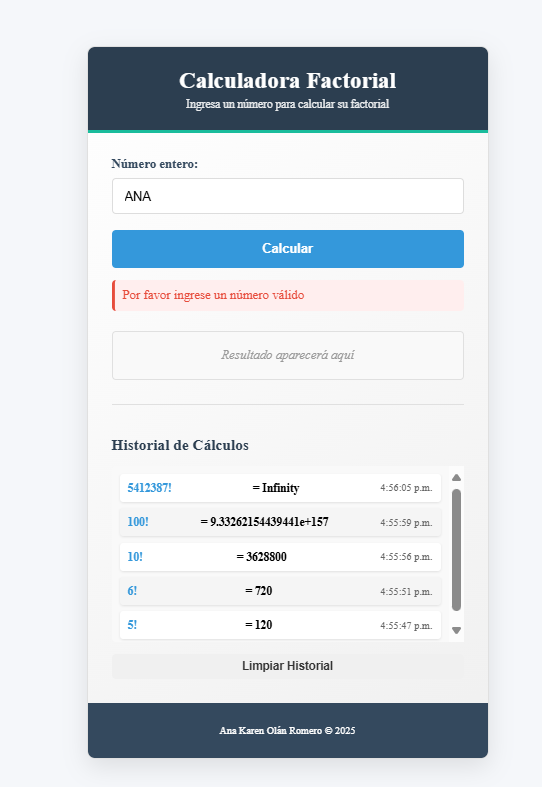 Calculadora Factorial
Ingresa un número para calcular su factorial
Número entero:
ANA
Calcular
Por favor ingrese un número válido
Resultado aparecerá aquí
Historial de Cálculos
5412387! = Infinity 4:56:05 p.m.
100! = 9.33262154439441e+157 4:55:59 p.m.
10! = 3628800 4:55:56 p.m.
6! = 720 4:55:51 p.m.
5! = 120 4:55:47 p.m.
Limpiar Historial
Ana Karen Olán Romero © 2025